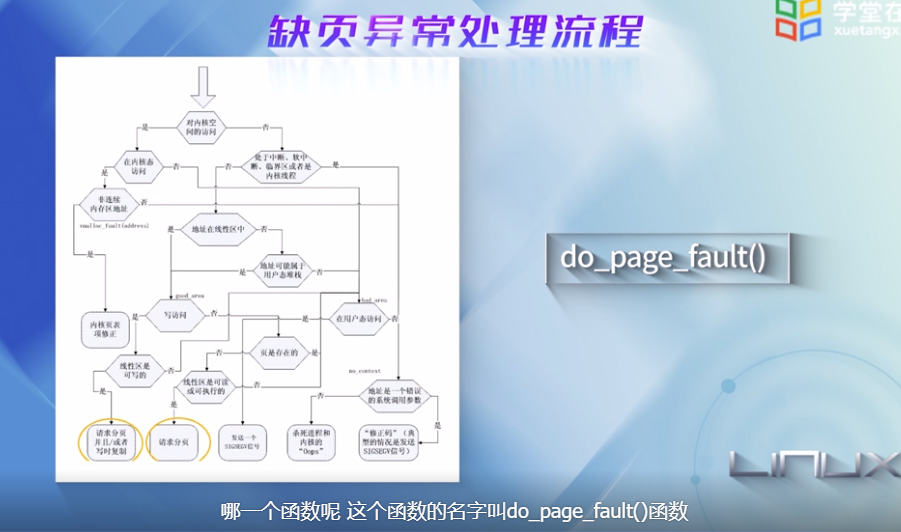 缺页异常处理流程
学堂在
xuetangx
对内核空
间的访问
是
否
在内核态
访问
处于中断、软中
断、临界区或者是
内核线程
是
否
否
是
非连续
内存区地址
否
vmalloc_fault(address)
地址在线性区中
是
否
是
地址可能属于
用户态堆栈
是
否
good_area
bad_area
写访问
在用户态访问
内核页表
项修正
是
否
是
否
页是存在的
否
是
线性区是
可写的
否
线性区是可读
或可执行的
否
no_context
地址是一个错误
的系统调用参数
是
是
否
是
请求分页
并且/或者
写时复制
请求分页
发送一个
SIGSEGV信号
杀死进程和
内核的
"Oops"
"修正码"（典
型的情况是发送
SIGSEGV信号）
do_page_fault()
LINUX
哪一个函数呢 这个函数的名字叫do_page_fault()函数